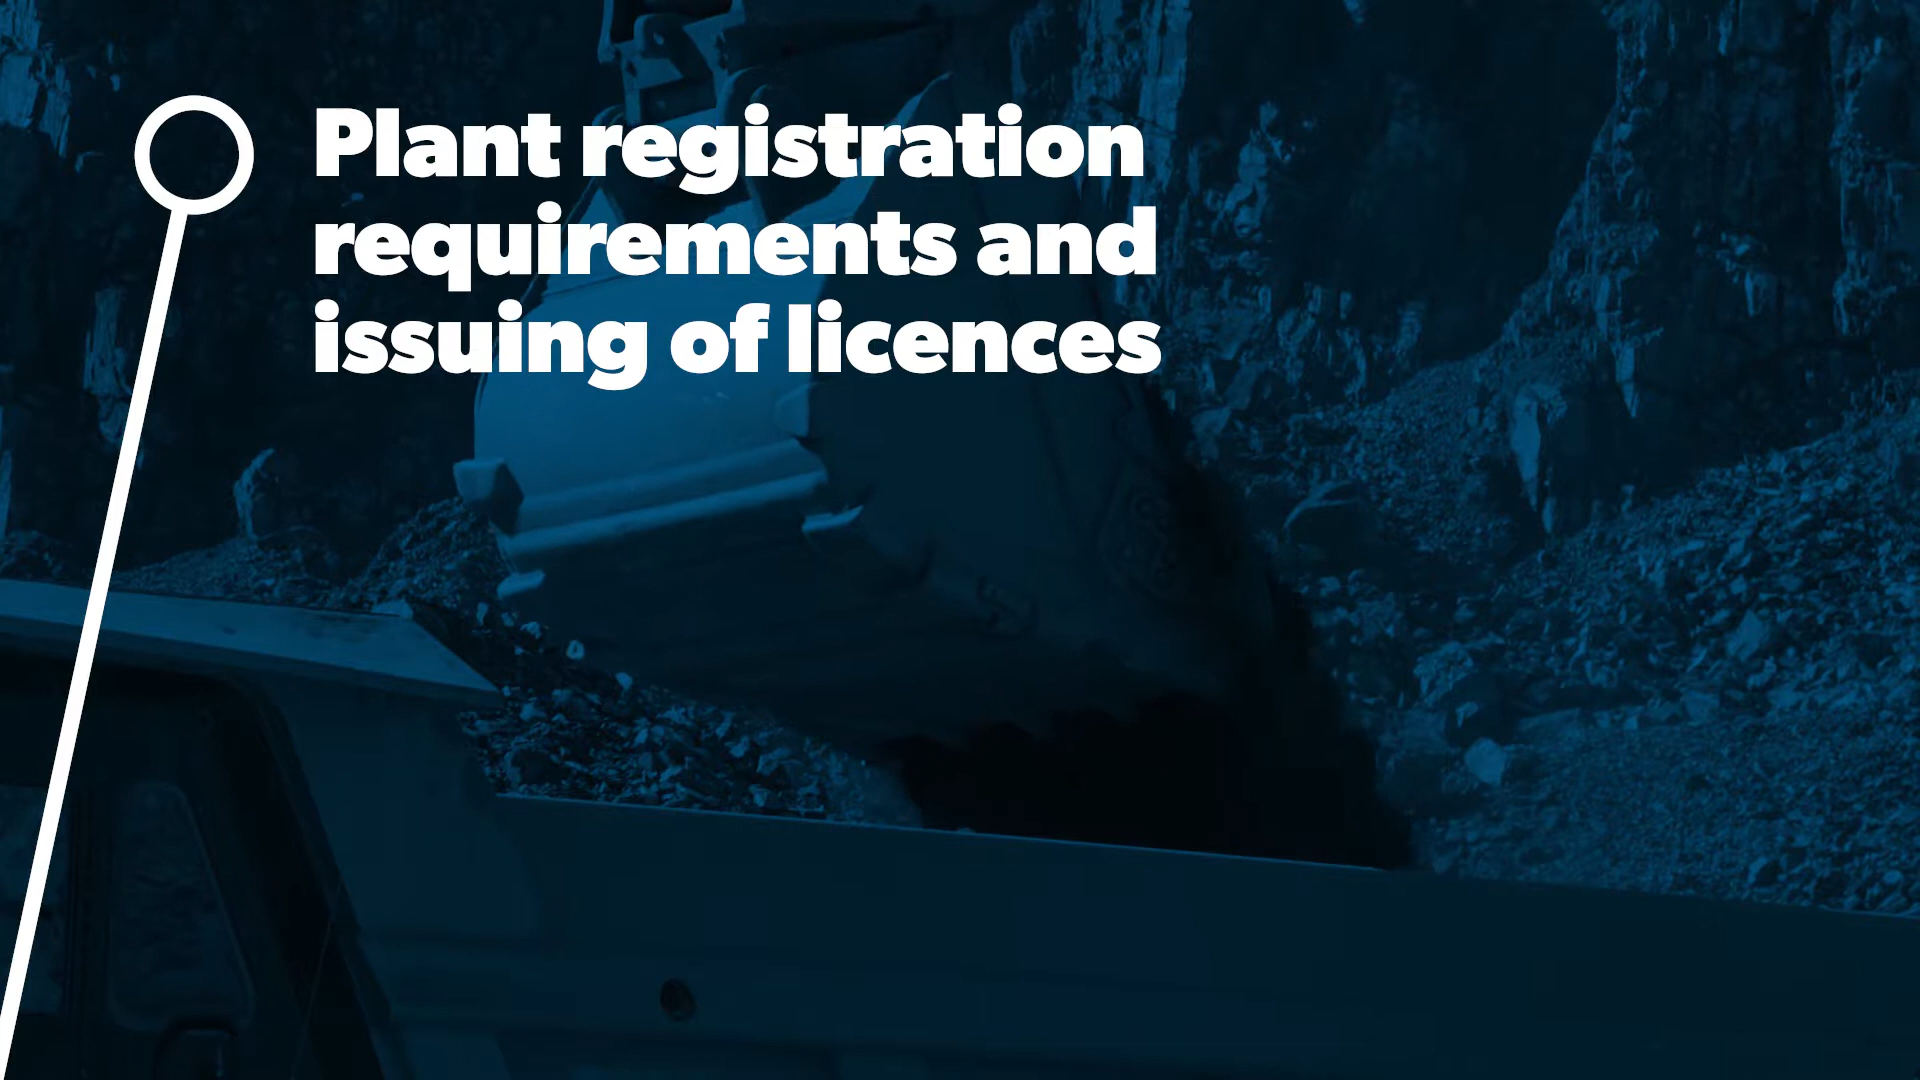 Plant registration
requirements and
issuing of licences